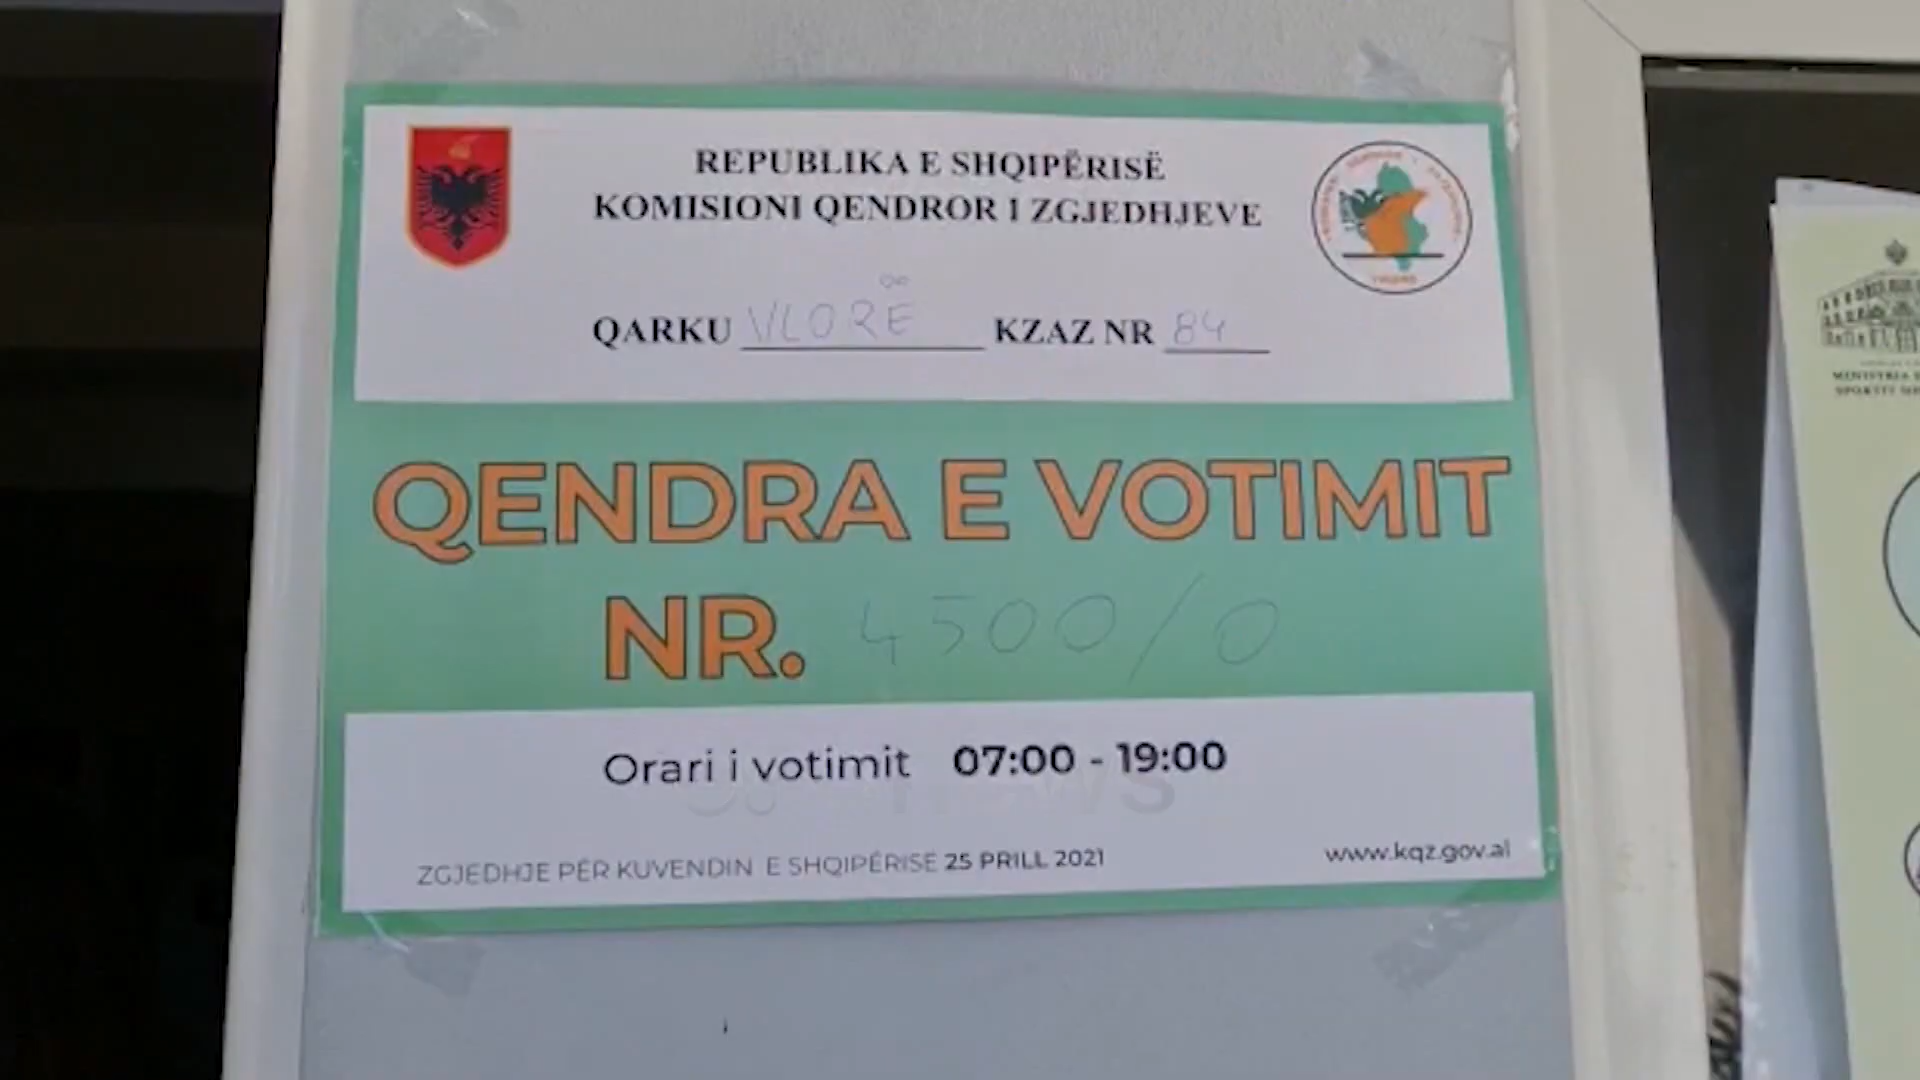 REPUBLIKA E SHQIPËRISË
KOMISIONI QENDROR I ZGJEDHJEVE
QARKU VLORË KZAZ NR 84
QENDRA E VOTIMIT
NR. 4500/0
Orari i votimit 07:00 - 19:00
news
ZGJEDHJE PËR KUVENDIN E SHQIPËRISË 25 PRILL 2021
www.kqz.gov.al